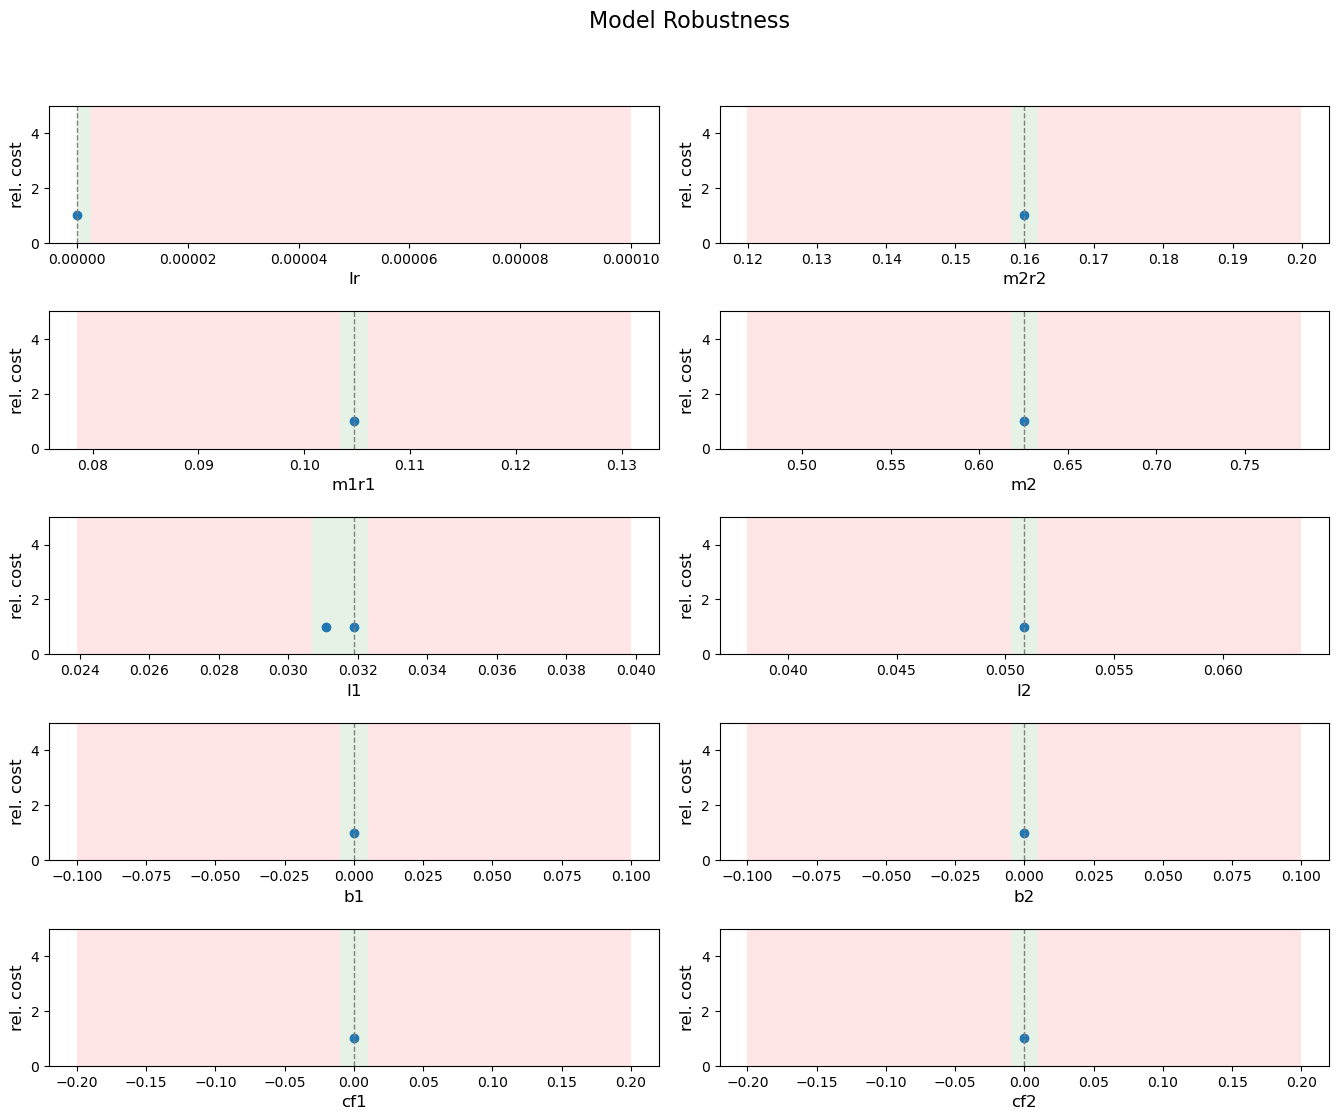 Model Robustness
rel. cost
4
2
0
0.00000 0.00002 0.00004 0.00006 0.00008 0.00010
Ir
rel. cost
4
2
0
0.12 0.13 0.14 0.15 0.16 0.17 0.18 0.19 0.20
m2r2
rel. cost
4
2
0
0.08 0.09 0.10 0.11 0.12 0.13
m1r1
rel. cost
4
2
0
0.50 0.55 0.60 0.65 0.70 0.75
m2
rel. cost
4
2
0
0.024 0.026 0.028 0.030 0.032 0.034 0.036 0.038 0.040
I1
rel. cost
4
2
0
0.040 0.045 0.050 0.055 0.060
I2
rel. cost
4
2
0
−0.100 −0.075 −0.050 −0.025 0.000 0.025 0.050 0.075 0.100
b1
rel. cost
4
2
0
−0.100 −0.075 −0.050 −0.025 0.000 0.025 0.050 0.075 0.100
b2
rel. cost
4
2
0
−0.20 −0.15 −0.10 −0.05 0.00 0.05 0.10 0.15 0.20
cf1
rel. cost
4
2
0
−0.20 −0.15 −0.10 −0.05 0.00 0.05 0.10 0.15 0.20
cf2